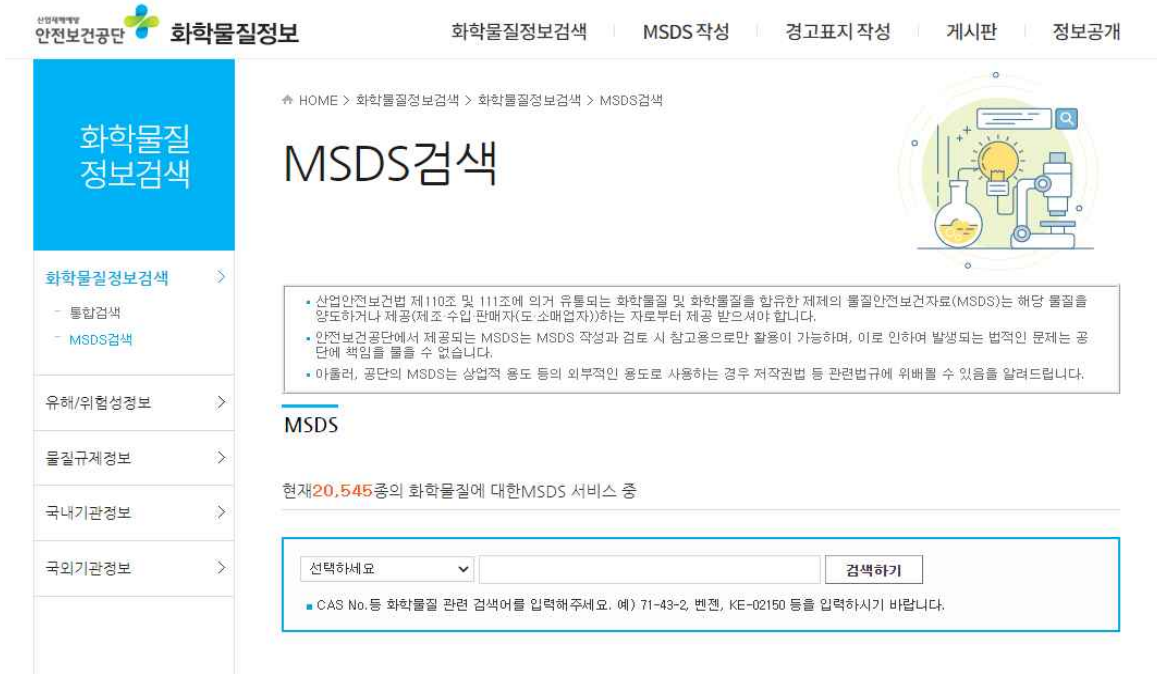 산업재해예방
안전보건공단 화학물질정보
화학물질정보검색 MSDS 작성 경고표지 작성 게시판 정보공개
화학물질
정보검색
화학물질정보검색
통합검색
MSDS검색
유해/위험성정보
물질규제정보
국내기관정보
국외기관정보
HOME > 화학물질정보검색 > 화학물질정보검색 > MSDS검색
MSDS검색
산업안전보건법 제110조 및 111조에 의거 유통되는 화학물질 및 화학물질을 함유한 제제의 물질안전보건자료(MSDS)는 해당 물질을
양도하거나 제공(제조·수입·판매자(도·소매업자))하는 자로부터 제공 받으셔야 합니다.
안전보건공단에서 제공되는 MSDS는 MSDS 작성과 검토 시 참고용으로만 활용이 가능하며, 이로 인하여 발생되는 법적인 문제는 공
단에 책임을 물을 수 없습니다.
아울러, 공단의 MSDS는 상업적 용도 등의 외부적인 용도로 사용하는 경우 저작권법 등 관련법규에 위배될 수 있음을 알려드립니다.
MSDS
현재20,545종의 화학물질에 대한MSDS 서비스 중
선택하세요 검색하기
CAS No.등 화학물질 관련 검색어를 입력해주세요. 예) 71-43-2, 벤젠, KE-02150 등을 입력하시기 바랍니다.